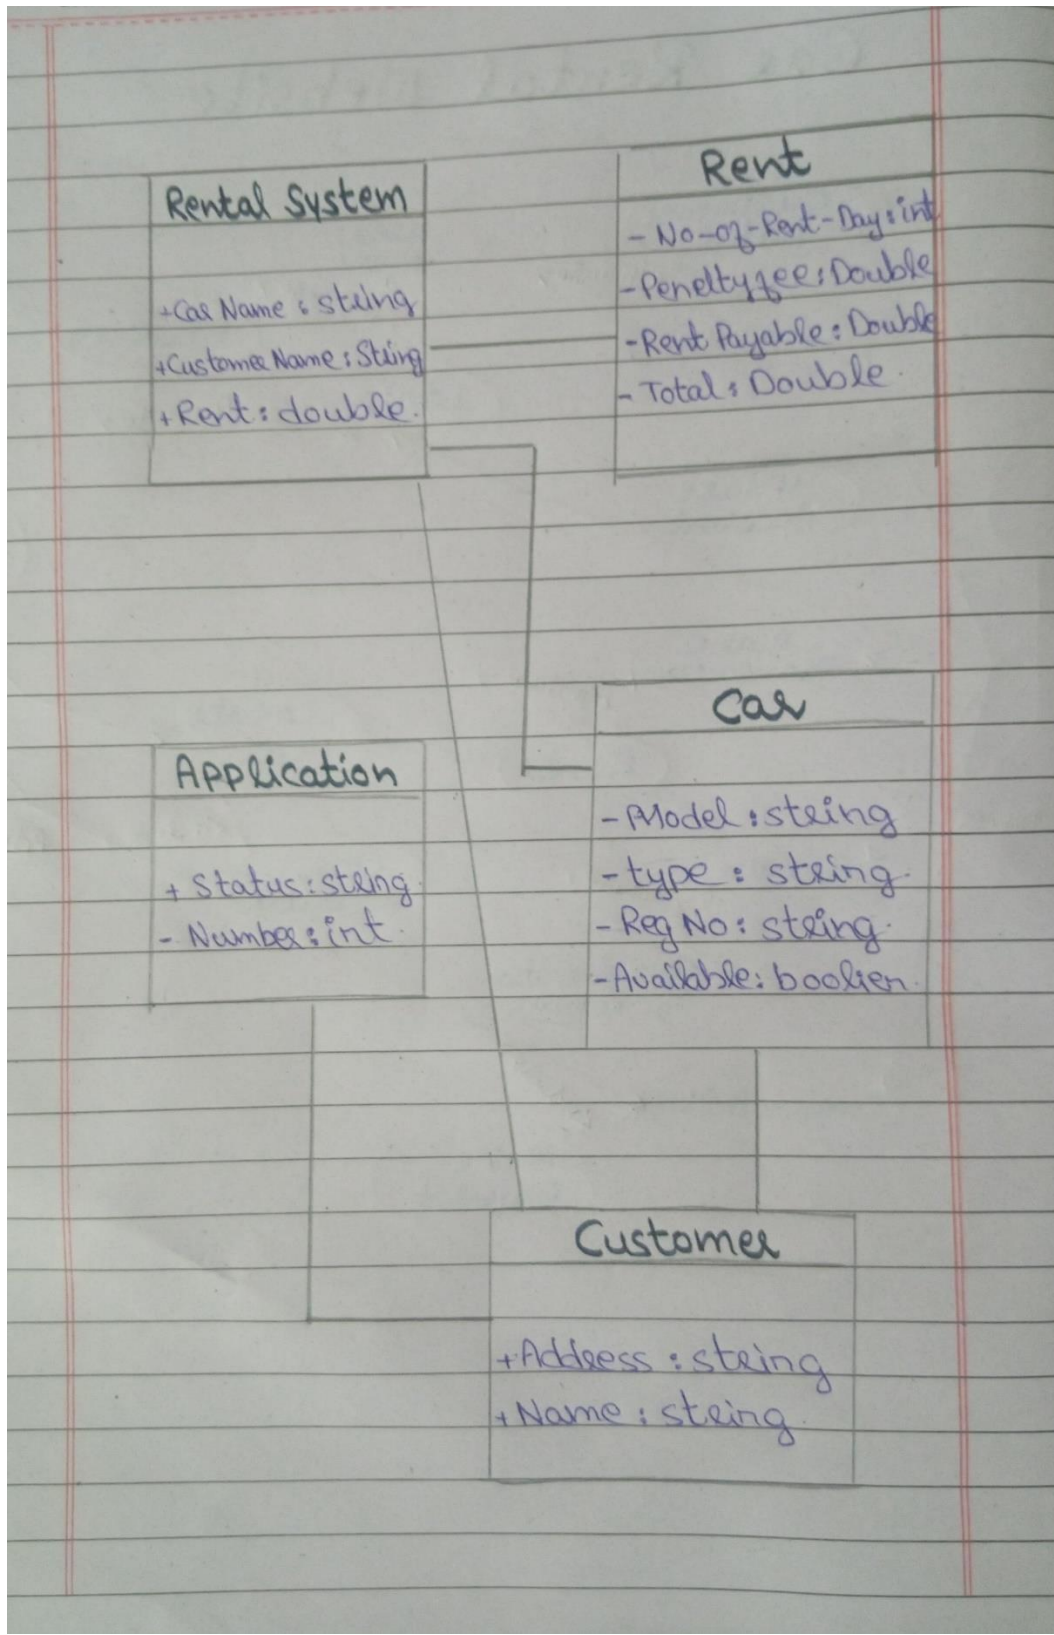 Rental System
+Car Name : string
+Customer Name : String
+Rent : double.
Rent
- No-of-Rent-Day : int
- Peneltyfee : Double
- Rent Payable : Double
- Total : Double.
Application
+ Status : string.
- Number : int.
Car
- Model : string
- type : string.
- Reg No : string.
- Available : boolien.
Customer
+Address : string
+Name : string.